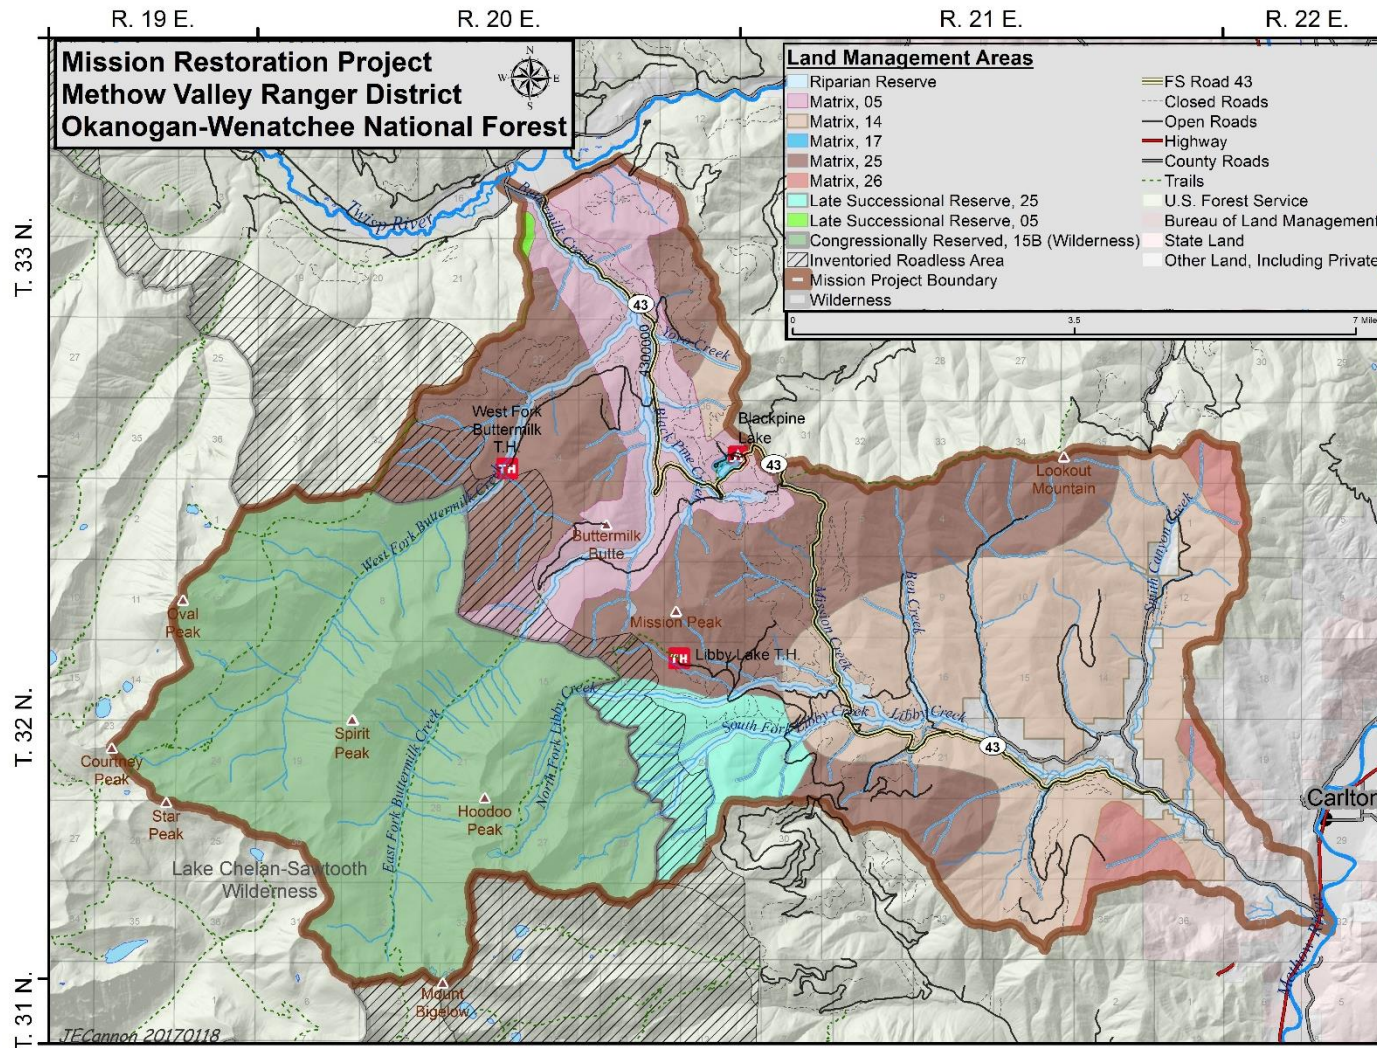 R. 19 E.
R. 20 E.
R. 21 E.
R. 22 E.
Mission Restoration Project
Methow Valley Ranger District
Okanogan-Wenatchee National Forest
N
W
E
S
Land Management Areas
Riparian Reserve
Matrix, 05
Matrix, 14
Matrix, 17
Matrix, 25
Matrix, 26
Late Successional Reserve, 25
Late Successional Reserve, 05
Congressionally Reserved, 15B (Wilderness)
Inventoried Roadless Area
Mission Project Boundary
Wilderness
FS Road 43
Closed Roads
Open Roads
Highway
County Roads
Trails
U.S. Forest Service
Bureau of Land Management
State Land
Other Land, Including Private
0
3.5
7 Mile
T. 33 N.
T. 32 N.
T. 31 N.
Twisp River
Buttermilk Creek
43
4300000
Black Pine Creek
West Fork
Buttermilk
T.H.
TH
Blackpine
Lake
43
Lookout
Mountain
West Fork Buttermilk Creek
Buttermilk
Butte
Smith Canyon Creek
Ben Creek
Mission Creek
Oval
Peak
Mission Peak
TH
Libby Lake T.H.
Spirit
Peak
Courtney
Peak
Star
Peak
Hoodoo
Peak
East Fork Buttermilk Creek
North Fork Libby Creek
South Fork Libby Creek
Libby Creek
43
Carlton
Lake Chelan-Sawtooth
Wilderness
Mount
Bigelow
Methow River
JECannon 20170118